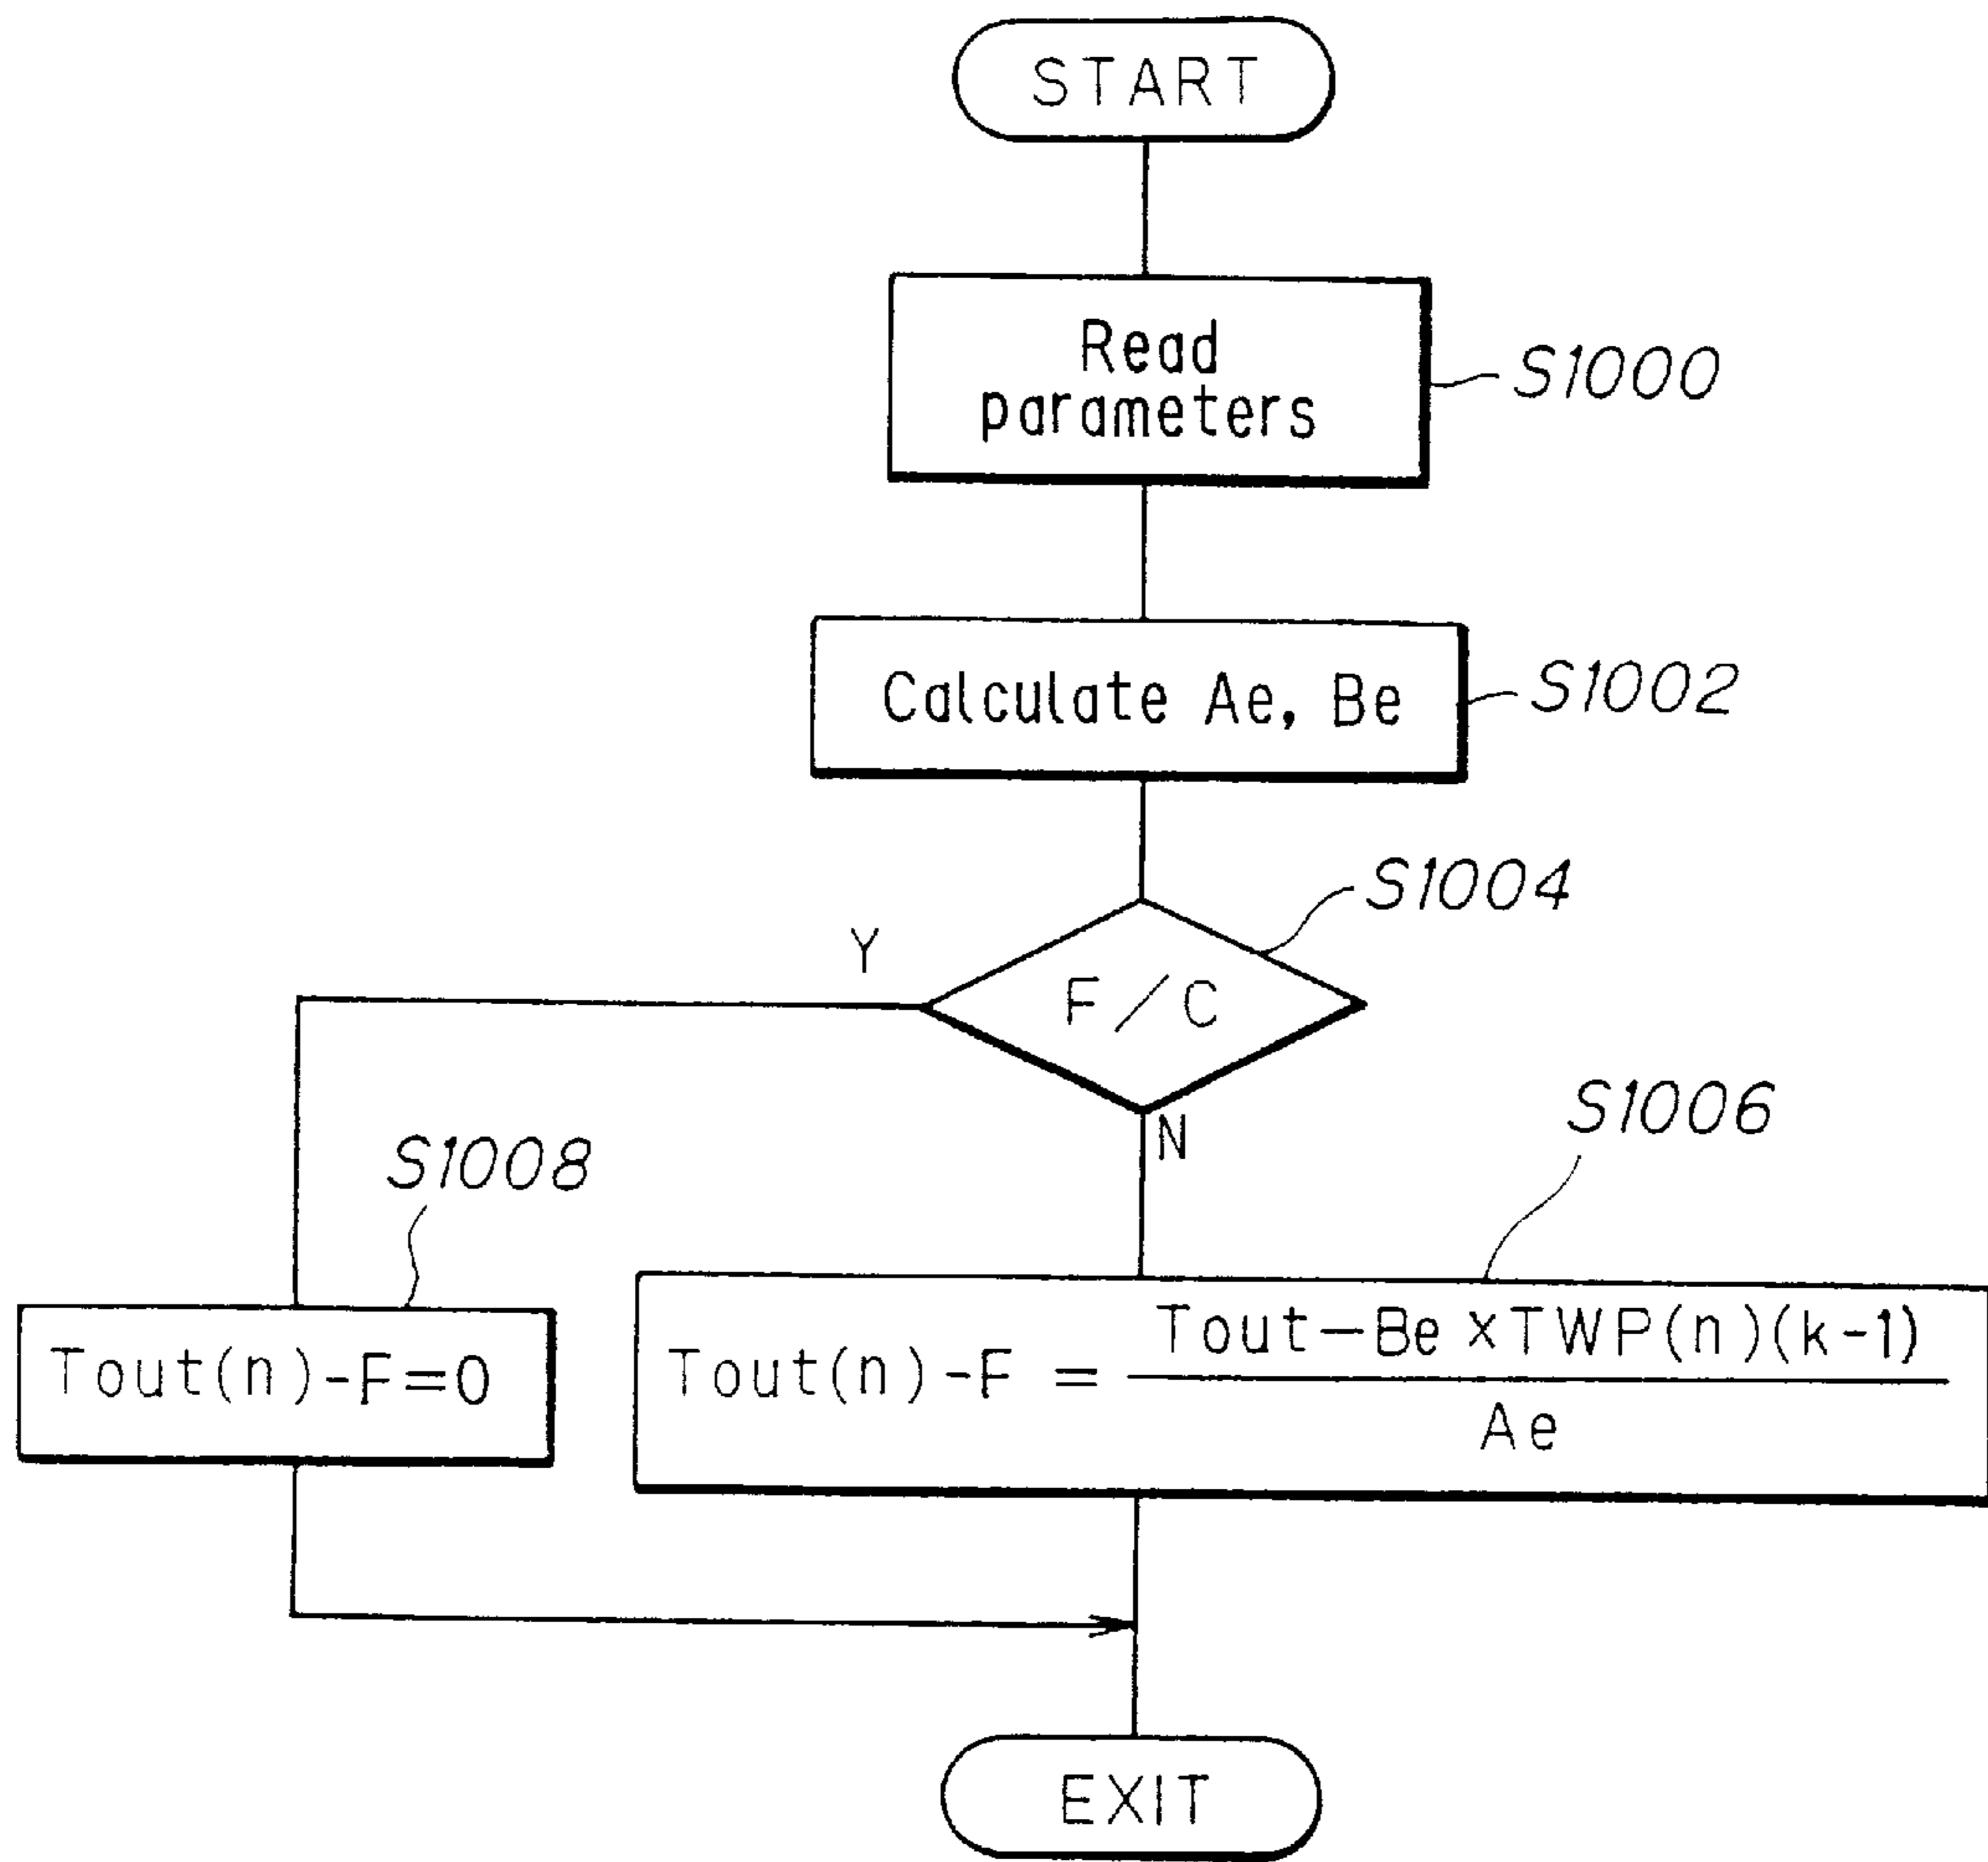 START
Read
parameters
S1000
Calculate Ae, Be
S1002
S1004
Y
F/C
N
S1006
S1008
Tout(n)-F=0
Tout(n)-F = 
Tout-Be×TWP(n)(k-1)
Ae
EXIT